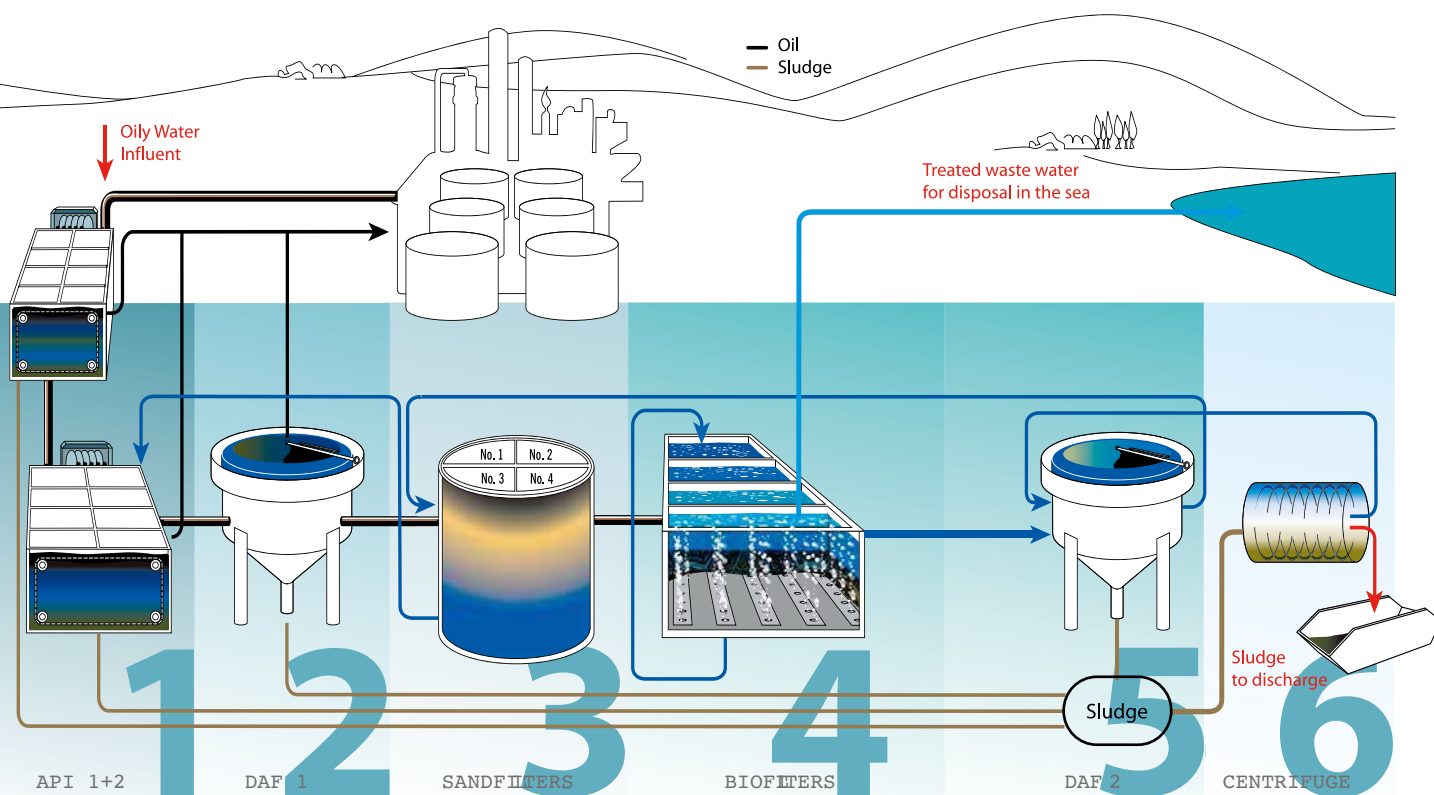 Oil
Sludge
Oily Water
Influent
Treated waste water
for disposal in the sea
No. 1
No. 2
No. 3
No. 4
Sludge
to discharge
Sludge
1
2
3
4
5
6
API 1+2
DAF 1
SANDFILTERS
BIOFILTERS
DAF 2
CENTRIFUGE